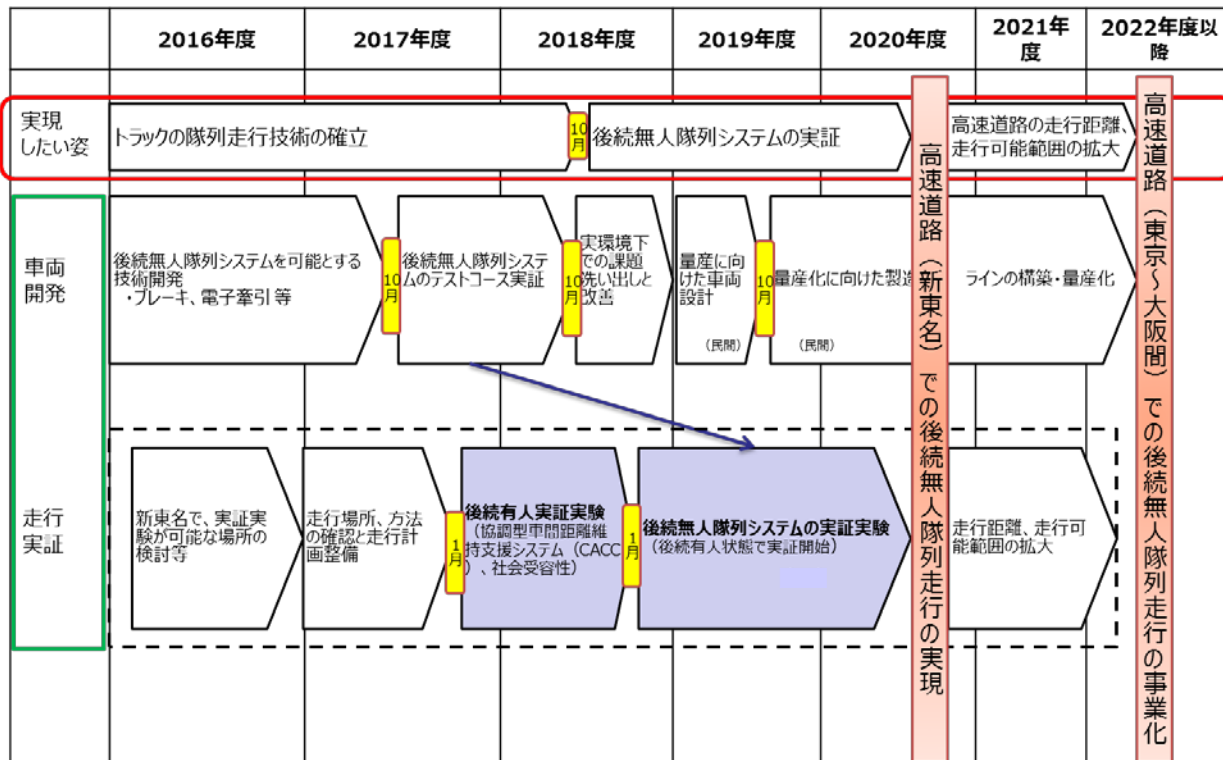 2016年度
2017年度
2018年度
2019年度
2020年度
2021年
度
2022年度以
降
実現
したい姿
トラックの隊列走行技術の確立
10
月
後続無人隊列システムの実証
高速道路の走行距離、
走行可能範囲の拡大
車両
開発
後続無人隊列システムを可能とする
技術開発
・ブレーキ、電子牽引 等
10
月
後続無人隊列システ
ムのテストコース実証
10
月
実環境下
での課題
洗い出しと
改善
量産に向
けた車両
設計
(民間)
10
月
量産化に向けた製造
(民間)
ラインの構築・量産化
走行
実証
新東名で、実証実
験が可能な場所の
検討等
走行場所、方法
の確認と走行計
画整備
1
月
後続有人実証実験
（協調型車間距離維
持支援システム（CACC
）、社会受容性）
1
月
後続無人隊列システムの実証実験
（後続有人状態で実証開始）
走行距離、走行可
能範囲の拡大
高速道路（新東名）での後続無人隊列走行の実現
高速道路（東京～大阪間）での後続無人隊列走行の事業化